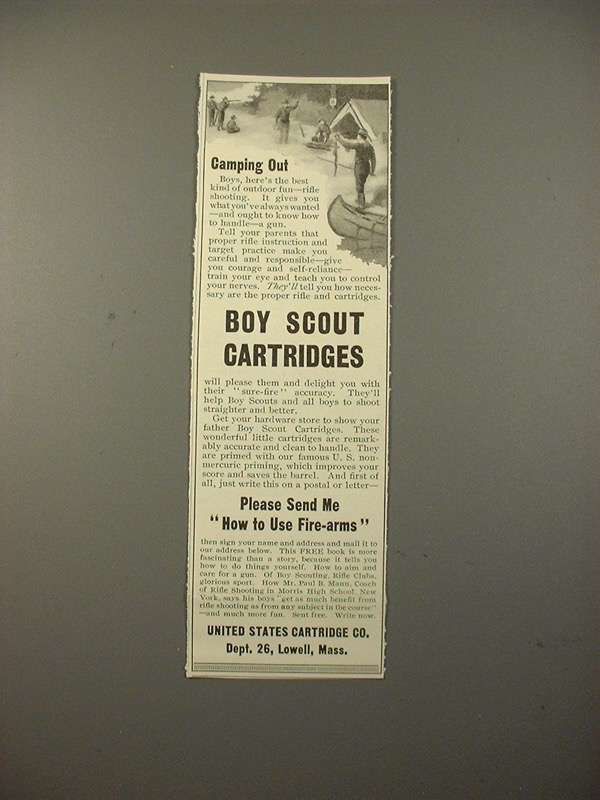 Camping Out
Boys, here's the best
kind of outdoor fun—rifle
shooting. It gives you
what you've always wanted
—and ought to know how
to handle—a gun.
Tell your parents that
proper rifle instruction and
target practice make you
careful and responsible—give
you courage and self-reliance—
train your eye and teach you to control
your nerves. They'll tell you how neces-
sary are the proper rifle and cartridges.
BOY SCOUT
CARTRIDGES
will please them and delight you with
their "sure-fire" accuracy. They'll
help Boy Scouts and all boys to shoot
straighter and better.
Get your hardware store to show your
father Boy Scout Cartridges. These
wonderful little cartridges are remark-
ably accurate and clean to handle. They
are primed with our famous U. S. non-
mercuric priming, which improves your
score and saves the barrel. And first of
all, just write this on a postal or letter—
Please Send Me
"How to Use Fire-arms"
then sign your name and address and mail it to
our address below. This FREE book is more
fascinating than a story, because it tells you
how to do things yourself. How to aim and
care for a gun. Of Boy Scouting, Rifle Clubs,
glorious sport. How Mr. Paul B. Mann, Coach
of Rifle Shooting in Morris High School New
York, says his boys "get as much benefit from
rifle shooting as from any subject in the course"
—and much more fun. Sent free. Write now.
UNITED STATES CARTRIDGE CO.
Dept. 26, Lowell, Mass.